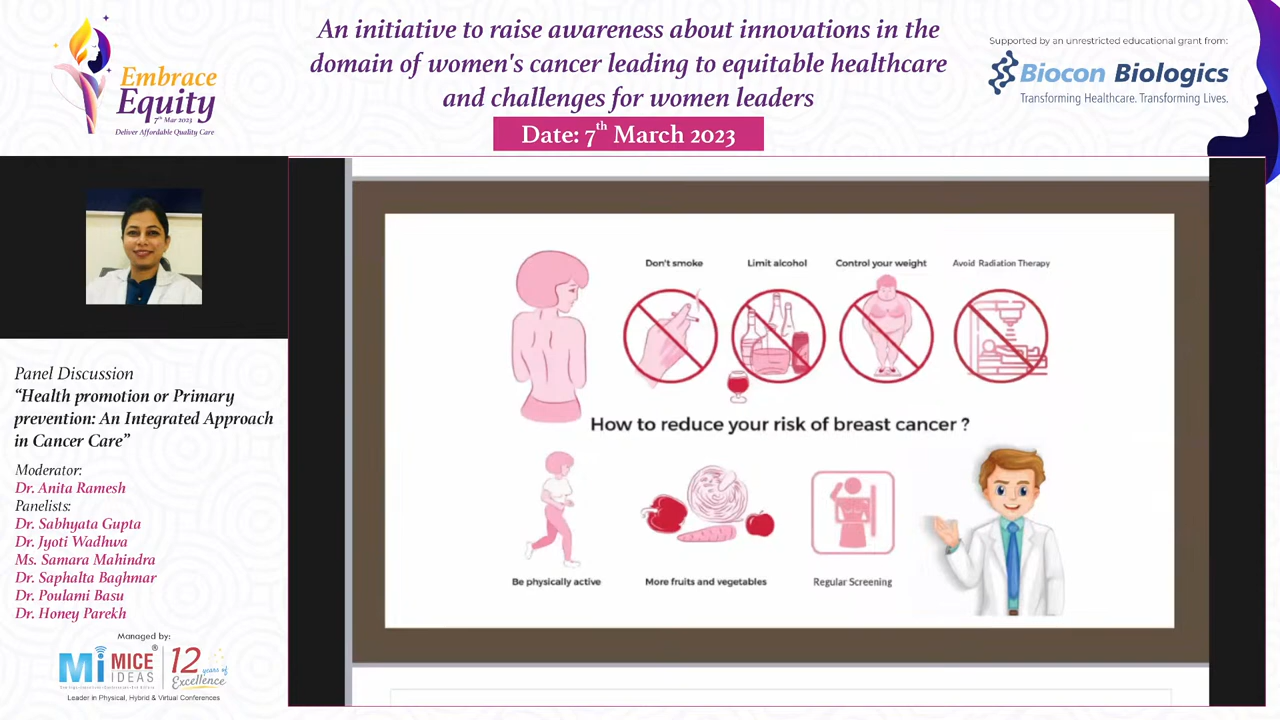 Embrace
Equity
7th Mar 2023
Deliver Affordable Quality Care
An initiative to raise awareness about innovations in the
domain of women's cancer leading to equitable healthcare
and challenges for women leaders
Date: 7th March 2023
Supported by an unrestricted educational grant from:
Biocon Biologics
Transforming Healthcare. Transforming Lives.
Panel Discussion
“Health promotion or Primary
prevention: An Integrated Approach
in Cancer Care”
Moderator:
Dr. Anita Ramesh
Panelists:
Dr. Sabhyata Gupta
Dr. Jyoti Wadhwa
Ms. Samara Mahindra
Dr. Saphalta Baghmar
Dr. Poulami Basu
Dr. Honey Parekh
Managed by:
Mi MICE IDEAS® 12 years of Excellence
Leader in Physical, Hybrid & Virtual Conferences
Don't smoke
Limit alcohol
Control your weight
Avoid Radiation Therapy
How to reduce your risk of breast cancer ?
Be physically active
More fruits and vegetables
Regular Screening